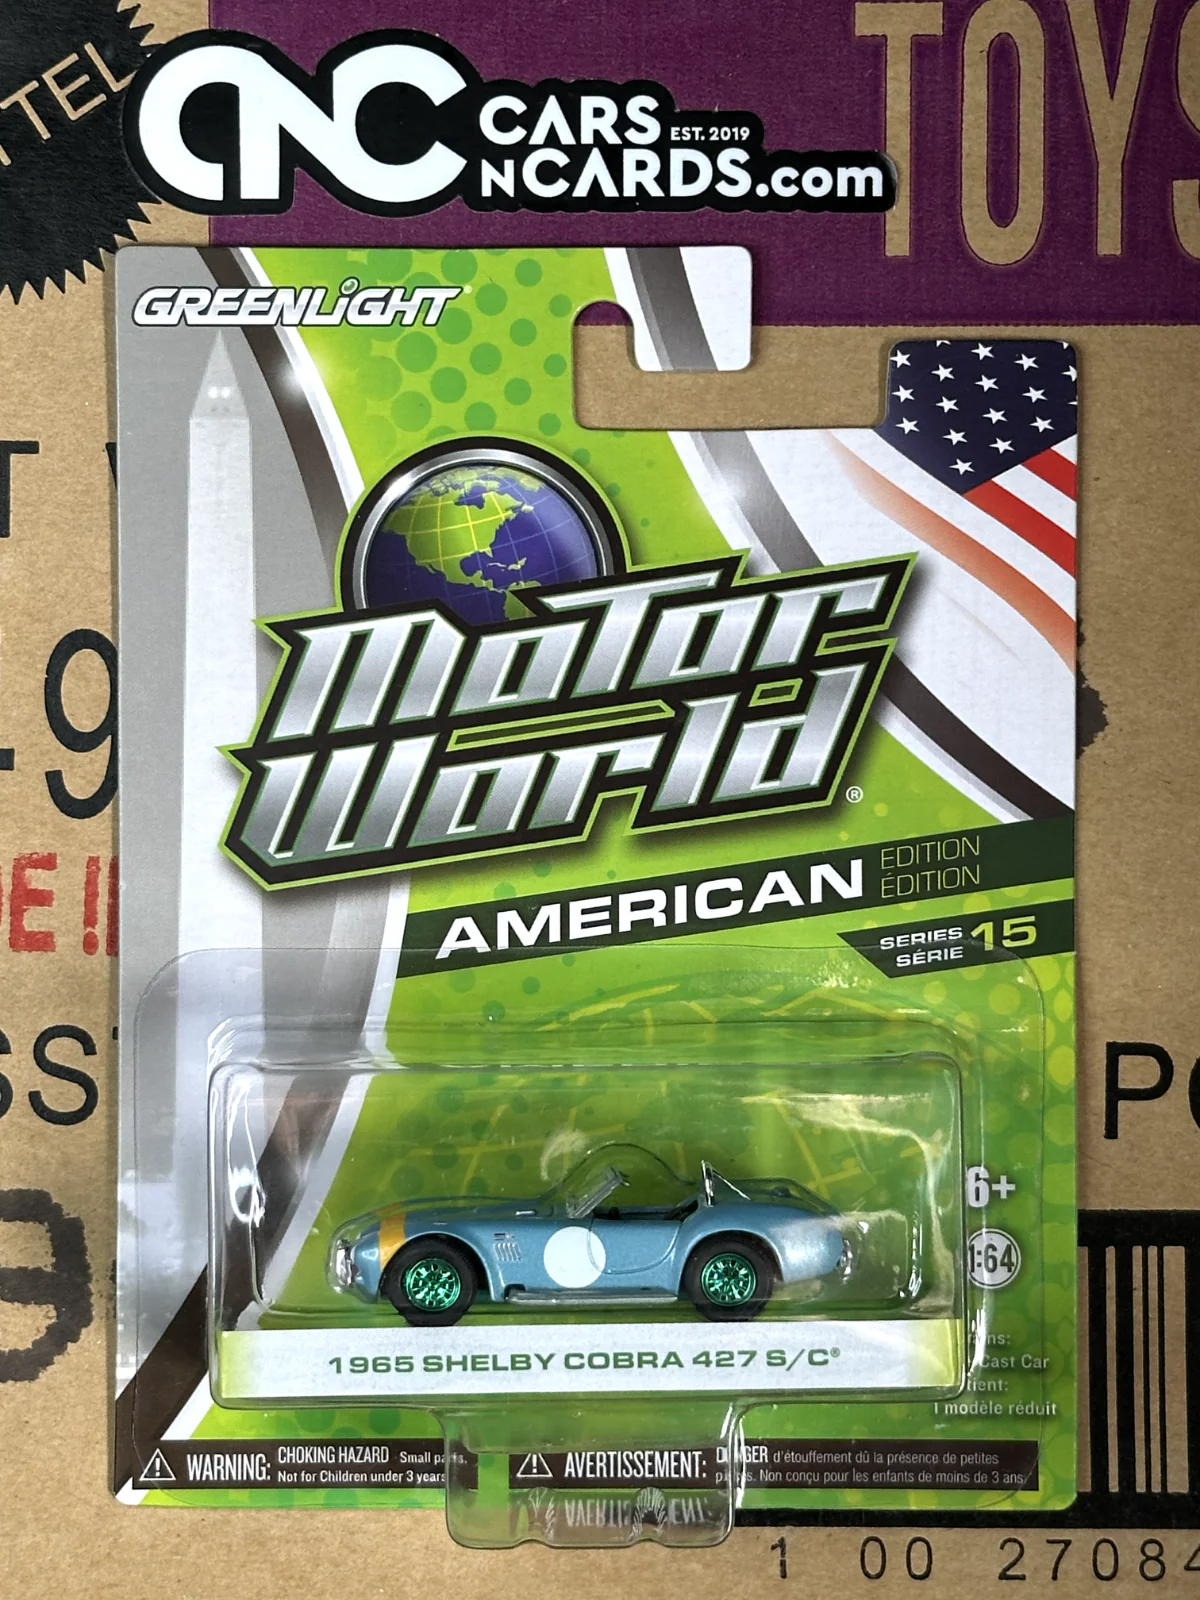 TEL
TOYS
CNC
CARS
EST. 2019
NCARDS.com
GREENLiGHT
MoTor
World®
AMERICAN
EDITION
ÉDITION
SERIES
SÉRIE
15
6+
1:64
Cast Car
1 modèle réduit
1965 SHELBY COBRA 427 S/C®
WARNING: CHOKING HAZARD Small parts.
Not for Children under 3 years
AVERTISSEMENT: DANGER d'étouffement dû à la présence de petites
pièces. Non conçu pour les enfants de moins de 3 ans
1 00 27084